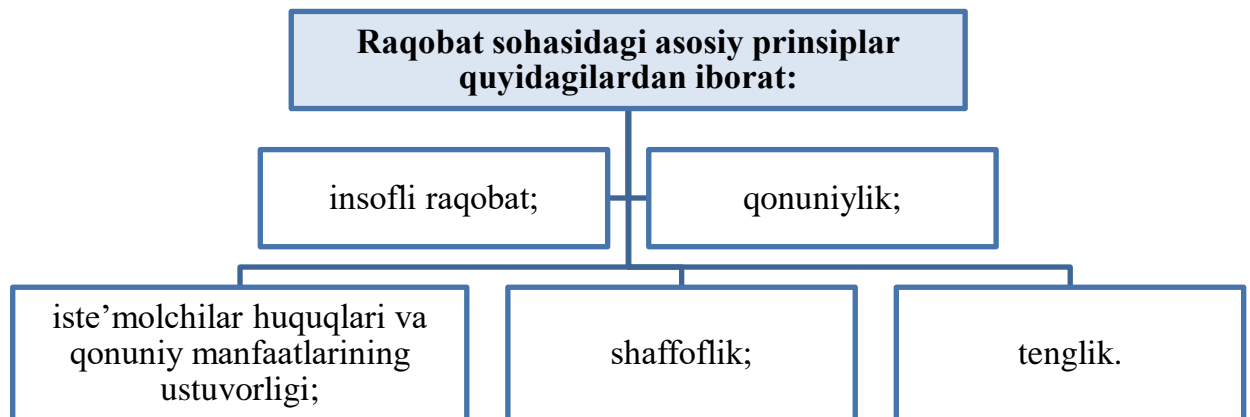 Raqobat sohasidagi asosiy prinsiplar
quyidagilardan iborat:
insofli raqobat;
qonuniylik;
iste’molchilar huquqlari va
qonuniy manfaatlarining
ustuvorligi;
shaffoflik;
tenglik.